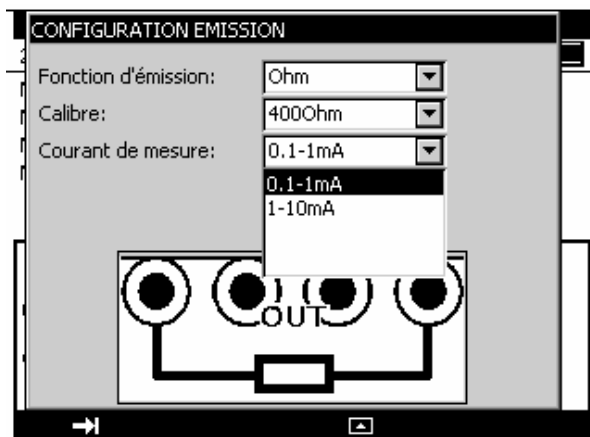 CONFIGURATION EMISSION
Fonction d'émission: Ohm
Calibre: 400Ohm
Courant de mesure: 0.1-1mA
0.1-1mA
1-10mA
OUT